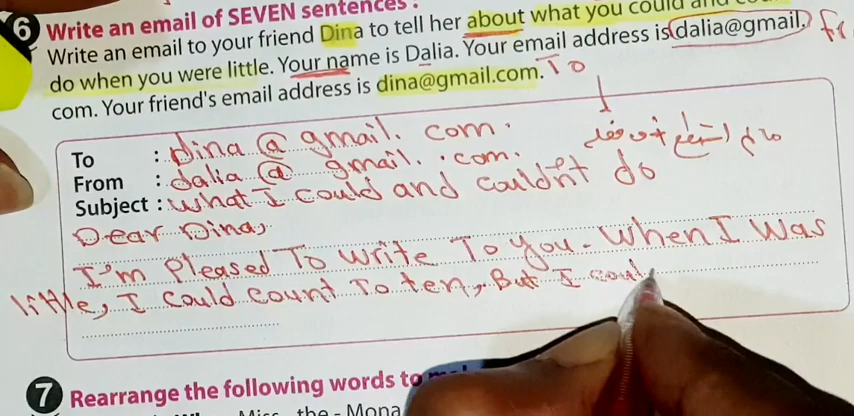 6 Write an email of SEVEN sentences:
Write an email to your friend Dina to tell her about what you could and
do when you were little. Your name is Dalia. Your email address is dalia@gmail.
com. Your friend's email address is dina@gmail.com. To
To : Dina @ gmail. com.
From : dalia @ gmail. .com.
Subject : what I could and couldn't do
Dear Dina,
I'm pleased To write To you. When I was
little, I could count To ten, But I coul
7 Rearrange the following words to
the - Mona